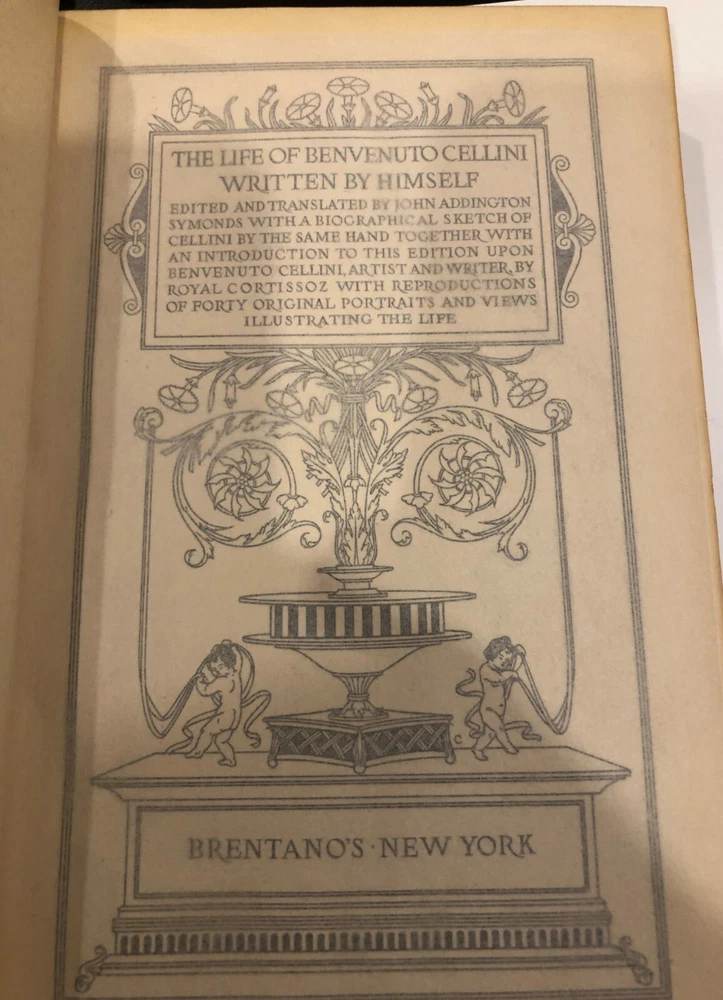 THE LIFE OF BENVENUTO CELLINI
WRITTEN BY HIMSELF
EDITED AND TRANSLATED BY JOHN ADDINGTON
SYMONDS WITH A BIOGRAPHICAL SKETCH OF
CELLINI BY THE SAME HAND TOGETHER WITH
AN INTRODUCTION TO THIS EDITION UPON
BENVENUTO CELLINI, ARTIST AND WRITER, BY
ROYAL CORTISSOZ WITH REPRODUCTIONS
OF FORTY ORIGINAL PORTRAITS AND VIEWS
ILLUSTRATING THE LIFE
C
BRENTANO'S · NEW YORK